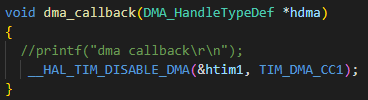 void dma_callback(DMA_HandleTypeDef *hdma)
{
  //printf("dma callback\r\n");
  __HAL_TIM_DISABLE_DMA(&htim1, TIM_DMA_CC1);
}